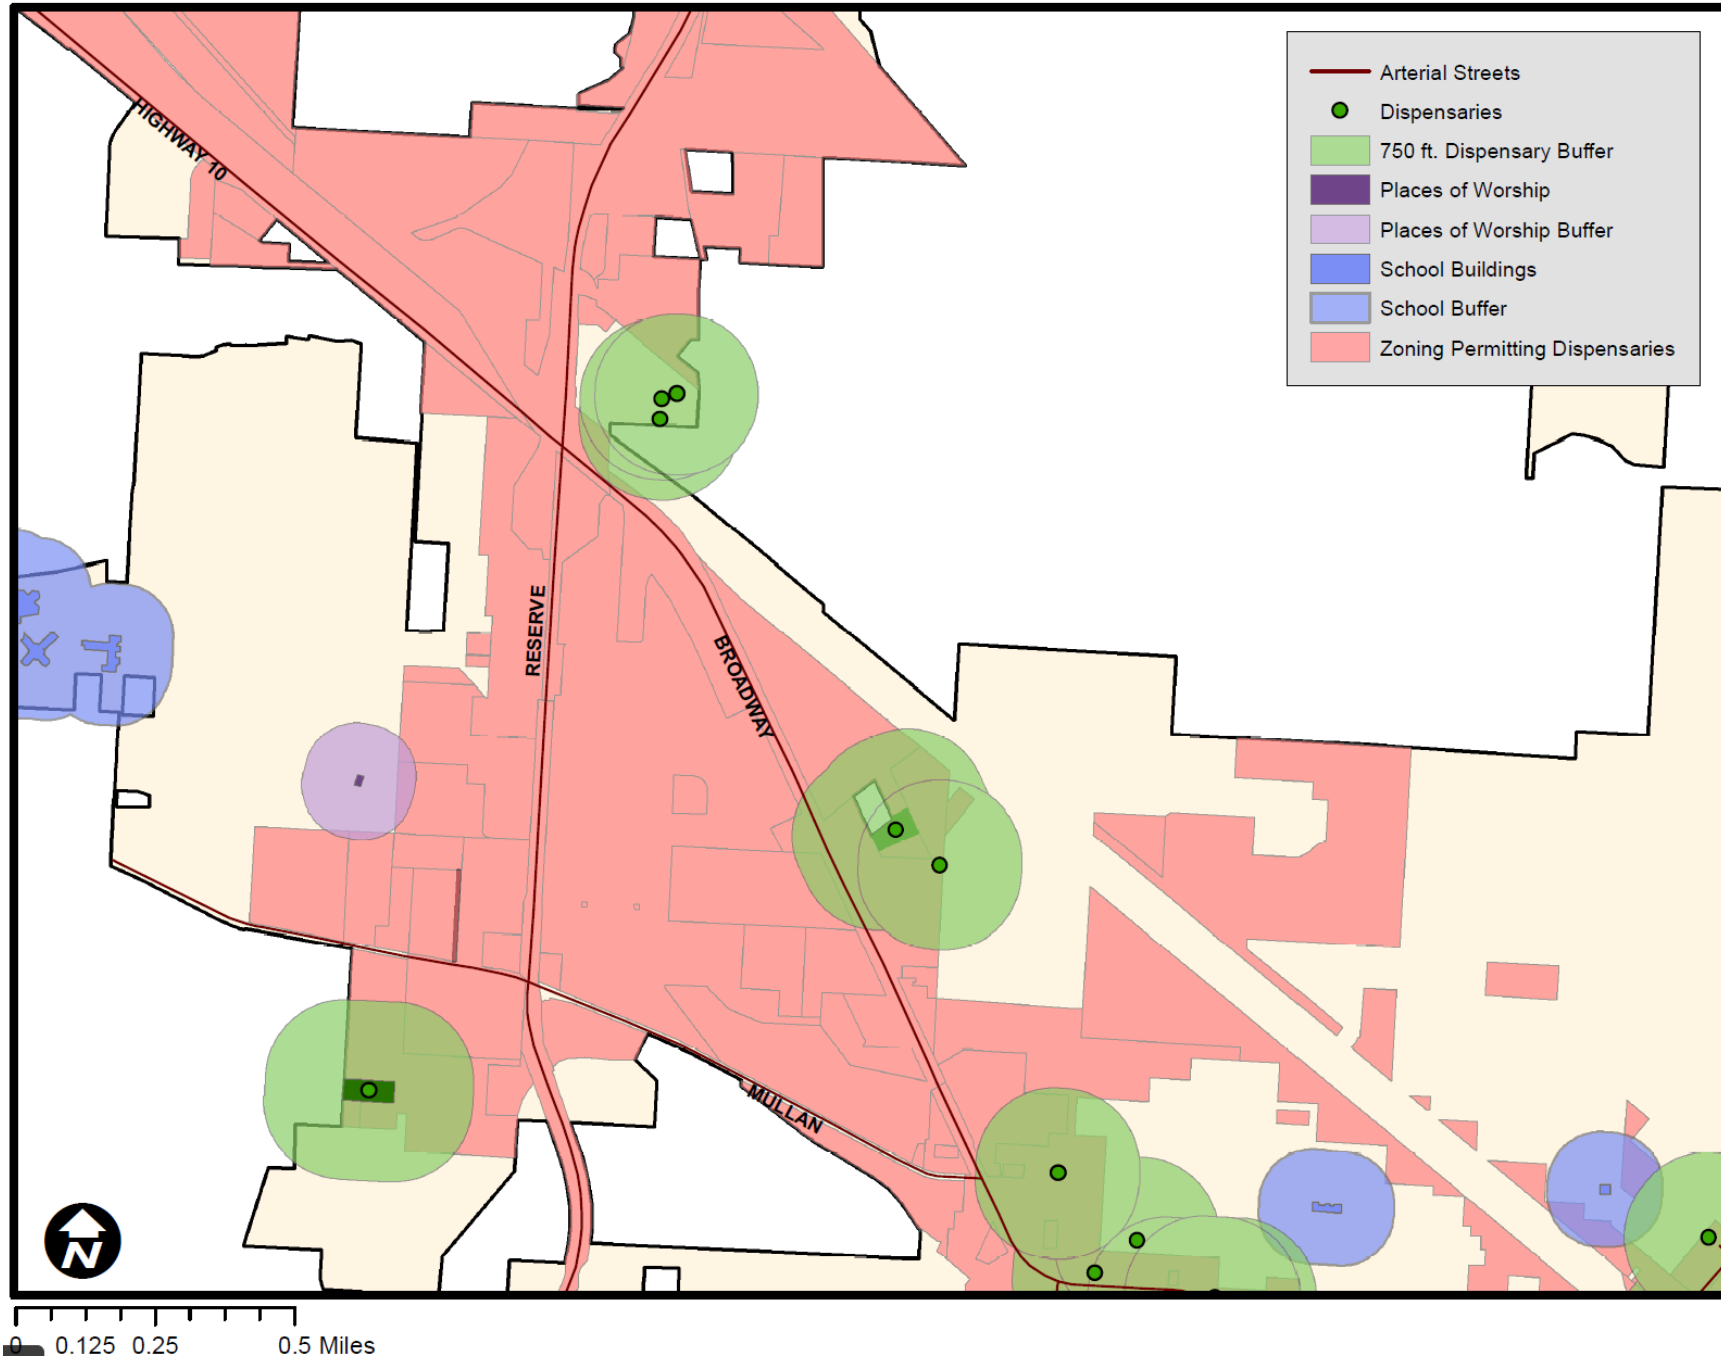 Arterial Streets
Dispensaries
750 ft. Dispensary Buffer
Places of Worship
Places of Worship Buffer
School Buildings
School Buffer
Zoning Permitting Dispensaries
HIGHWAY 10
RESERVE
BROADWAY
MULLAN
N
0 0.125 0.25 0.5 Miles